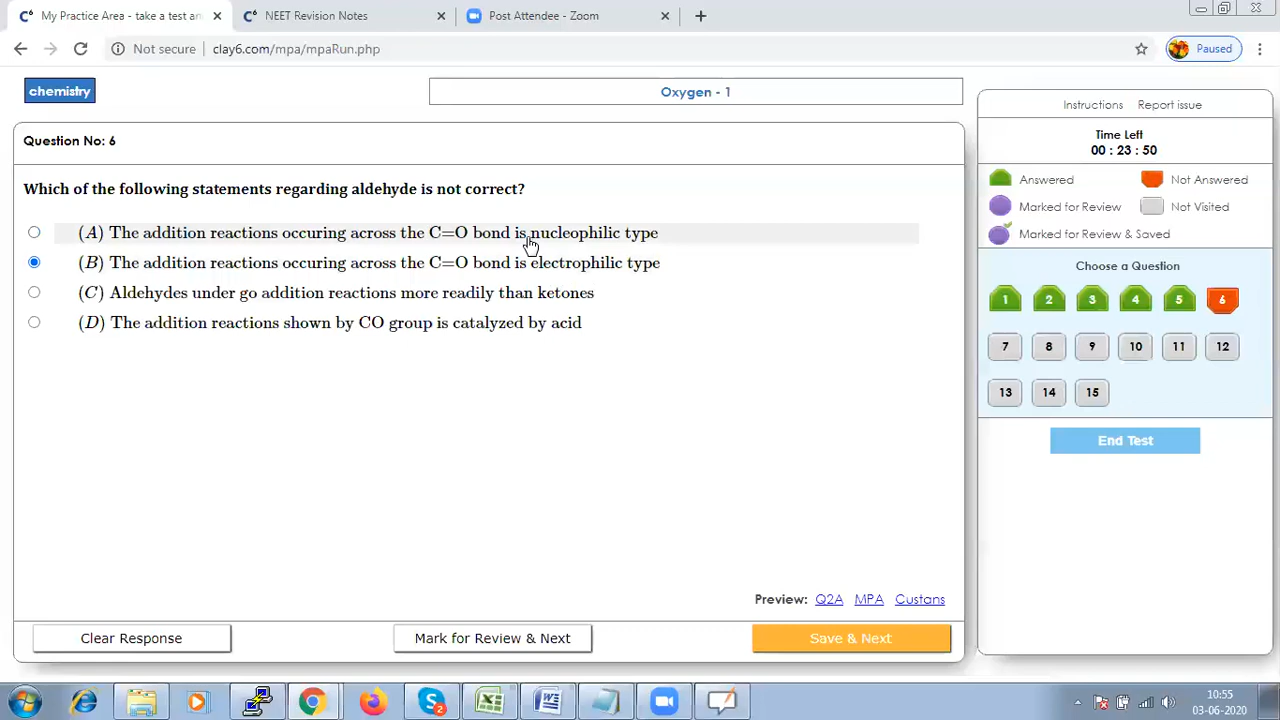 My Practice Area - take a test an
NEET Revision Notes
Post Attendee - Zoom
Not secure
clay6.com/mpa/mpaRun.php
Paused
chemistry
Oxygen - 1
Instructions Report issue
Question No: 6
Time Left
00 : 23 : 50
Which of the following statements regarding aldehyde is not correct?
(A) The addition reactions occuring across the C=O bond is nucleophilic type
(B) The addition reactions occuring across the C=O bond is electrophilic type
(C) Aldehydes under go addition reactions more readily than ketones
(D) The addition reactions shown by CO group is catalyzed by acid
Answered
Not Answered
Marked for Review
Not Visited
Marked for Review & Saved
Choose a Question
1 2 3 4 5 6
7 8 9 10 11 12
13 14 15
End Test
Preview: Q2A MPA Custans
Clear Response
Mark for Review & Next
Save & Next
2
10:55
03-06-2020